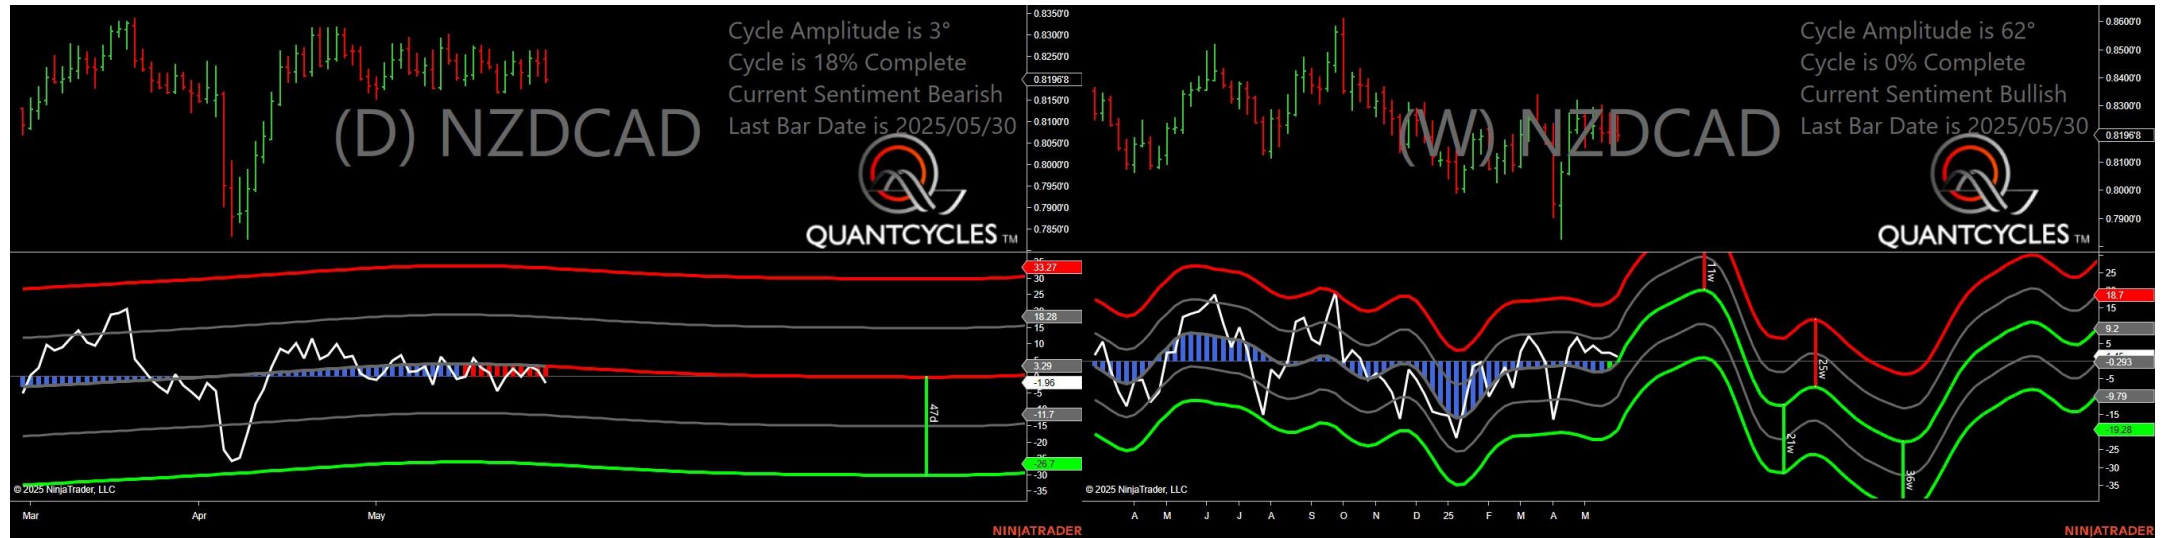 Cycle Amplitude is 3°
Cycle is 18% Complete
Current Sentiment Bearish
Last Bar Date is 2025/05/30
(D) NZDCAD
QUANTCYCLES TM
0.8350'0
0.8300'0
0.8250'0
0.8196'8
0.8150'0
0.8100'0
0.8050'0
0.8000'0
0.7950'0
0.7900'0
0.7850'0
33.27
30
25
18.28
15
10
3.29
-1.96
-5
-11.7
-15
-20
-26.7
-30
-35
47d
© 2025 NinjaTrader, LLC
Mar Apr May
NINJATRADER
Cycle Amplitude is 62°
Cycle is 0% Complete
Current Sentiment Bullish
Last Bar Date is 2025/05/30
(W) NZDCAD
QUANTCYCLES TM
0.8600'0
0.8500'0
0.8400'0
0.8300'0
0.8196'8
0.8100'0
0.8000'0
0.7900'0
25
18.7
15
9.2
5
-0.293
-5
-9.79
-15
-19.28
-25
-30
-35
11w
25w
21w
36w
© 2025 NinjaTrader, LLC
A M J J A S O N D 25 F M A M
NINJATRADER